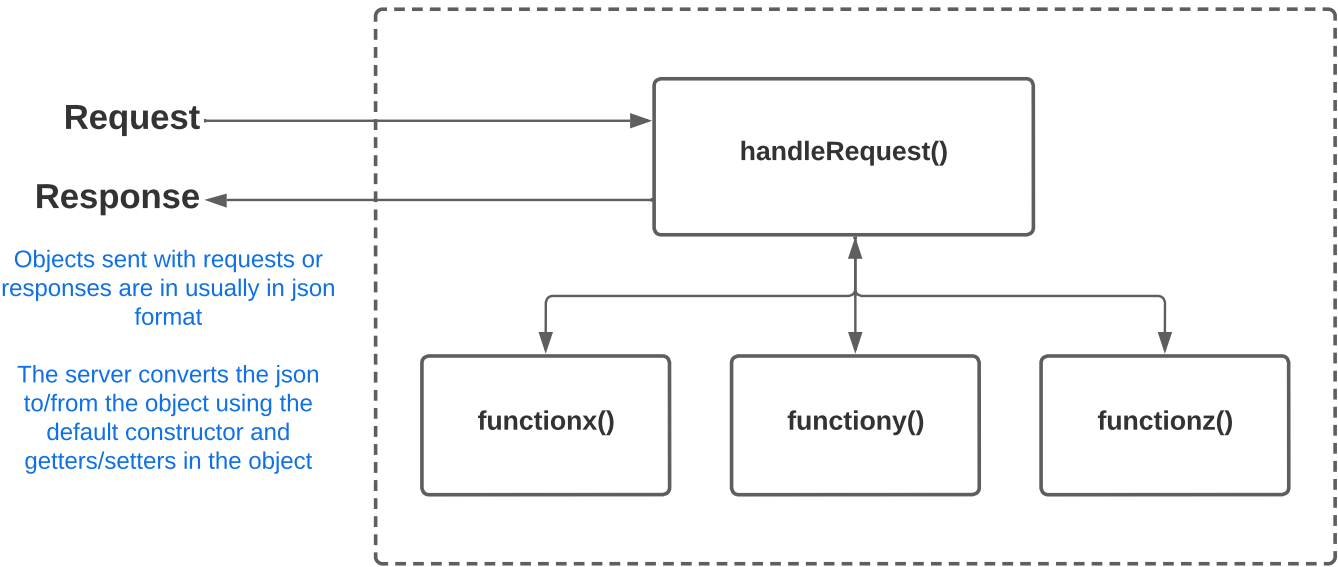 Request
handleRequest()
Response
Objects sent with requests or
responses are in usually in json
format
The server converts the json
to/from the object using the
default constructor and
getters/setters in the object
functionx()
functiony()
functionz()